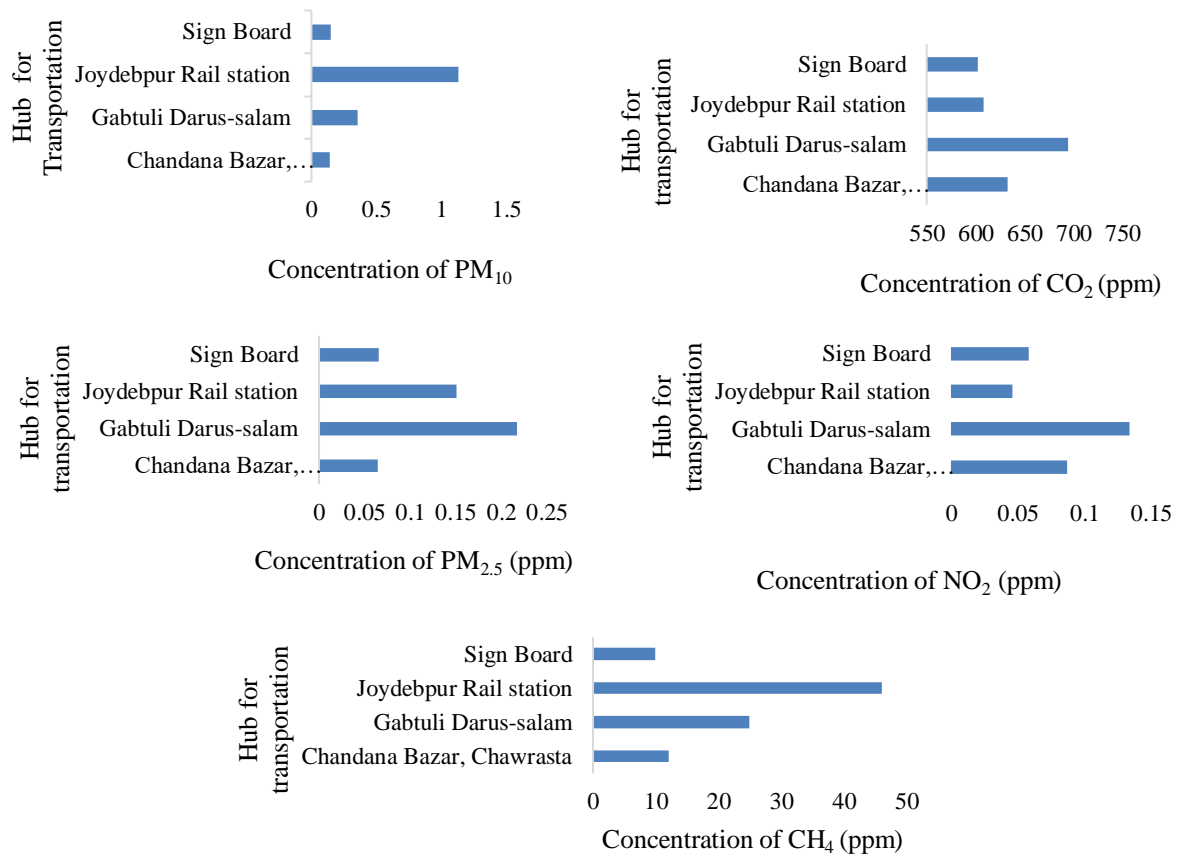 Hub for
Transportation
Sign Board
Joydebpur Rail station
Gabtuli Darus-salam
Chandana Bazar,…
0 0.5 1 1.5
Concentration of PM₁₀
Hub for
transportation
Sign Board
Joydebpur Rail station
Gabtuli Darus-salam
Chandana Bazar,…
550 600 650 700 750
Concentration of CO₂ (ppm)
Hub for
transportation
Sign Board
Joydebpur Rail station
Gabtuli Darus-salam
Chandana Bazar,…
0 0.05 0.1 0.15 0.2 0.25
Concentration of PM₂.₅ (ppm)
Hub for
transportation
Sign Board
Joydebpur Rail station
Gabtuli Darus-salam
Chandana Bazar,…
0 0.05 0.1 0.15
Concentration of NO₂ (ppm)
Hub for
transportation
Sign Board
Joydebpur Rail station
Gabtuli Darus-salam
Chandana Bazar, Chawrasta
0 10 20 30 40 50
Concentration of CH₄ (ppm)